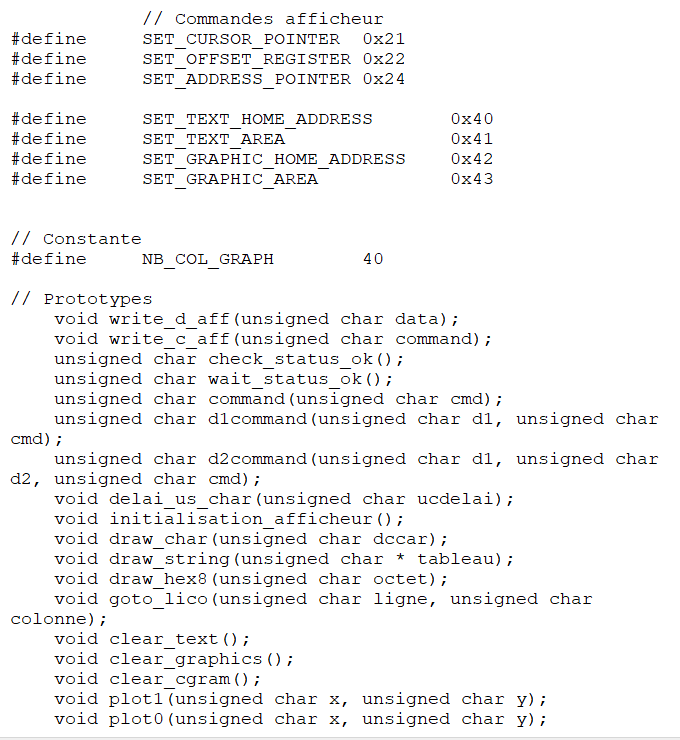 // Commandes afficheur
#define SET_CURSOR_POINTER 0x21
#define SET_OFFSET_REGISTER 0x22
#define SET_ADDRESS_POINTER 0x24
#define SET_TEXT_HOME_ADDRESS 0x40
#define SET_TEXT_AREA 0x41
#define SET_GRAPHIC_HOME_ADDRESS 0x42
#define SET_GRAPHIC_AREA 0x43
// Constante
#define NB_COL_GRAPH 40
// Prototypes
void write_d_aff(unsigned char data);
void write_c_aff(unsigned char command);
unsigned char check_status_ok();
unsigned char wait_status_ok();
unsigned char command(unsigned char cmd);
unsigned char d1command(unsigned char d1, unsigned char
cmd);
unsigned char d2command(unsigned char d1, unsigned char
d2, unsigned char cmd);
void delai_us_char(unsigned char ucdelai);
void initialisation_afficheur();
void draw_char(unsigned char dccar);
void draw_string(unsigned char * tableau);
void draw_hex8(unsigned char octet);
void goto_lico(unsigned char ligne, unsigned char
colonne);
void clear_text();
void clear_graphics();
void clear_cgram();
void plot1(unsigned char x, unsigned char y);
void plot0(unsigned char x, unsigned char y);